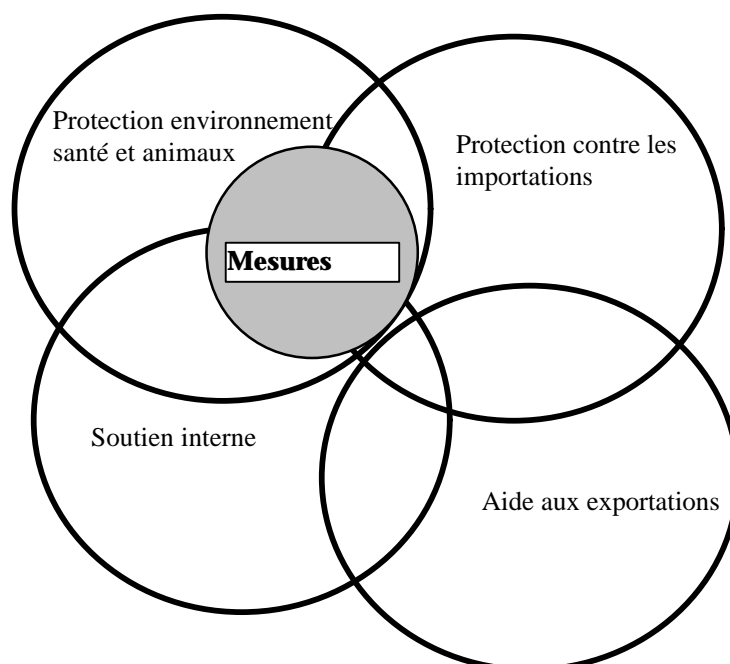 Protection environnement
santé et animaux
Protection contre les
importations
Mesures
Soutien interne
Aide aux exportations